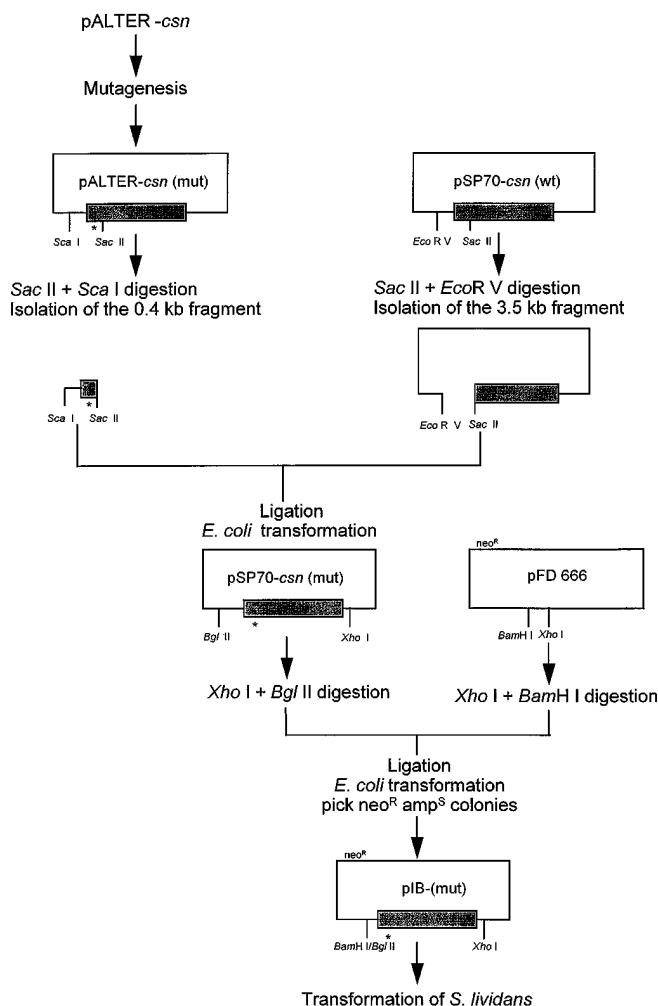 pALTER -csn
Mutagenesis
pALTER-csn (mut)
pSP70-csn (wt)
*
Sca I
Sac II
Eco R V
Sac II
Sac II + Sca I digestion
Isolation of the 0.4 kb fragment
Sac II + EcoR V digestion
Isolation of the 3.5 kb fragment
*
Sca I
Sac II
Eco R V
Sac II
Ligation
E. coli transformation
pSP70-csn (mut)
neoR
pFD 666
*
Bgl II
Xho I
BamH I
Xho I
Xho I + Bgl II digestion
Xho I + BamH I digestion
Ligation
E. coli transformation
pick neoR ampS colonies
neoR
pIB-(mut)
*
BamH I/Bgl II
Xho I
Transformation of S. lividans